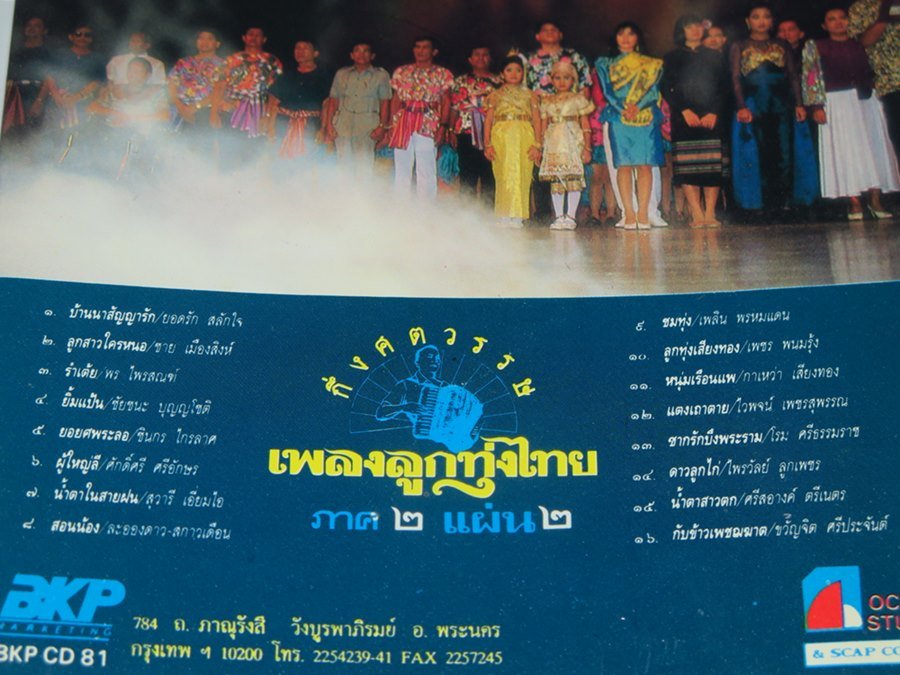 ๑. บ้านนาสัญญารัก/ยอดรัก สลักใจ
๒. ลูกสาวใครหนอ/ชาย เมืองสิงห์
๓. รำเต้ย/พร ไพรสณฑ์
๔. ยิ้มแป้น/ชัยชนะ บุญญโชติ
๕. ยอยศพระลอ/ชินกร ไกรลาศ
๖. ผู้ใหญ่ลี/ศักดิ์ศรี ศรีอักษร
๗. น้ำตาในสายฝน/สุวารี เอี่ยมไอ
๘. สอนน้อง/ละอองดาว-สกาวเดือน
กึ่งศตวรรษ
เพลงลูกทุ่งไทย
ภาค ๒ แผ่น ๒
๙. ชมทุ่ง/เพลิน พรหมแดน
๑๐. ลูกทุ่งเสียงทอง/เพชร พนมรุ้ง
๑๑. หนุ่มเรือนแพ/กาเหว่า เสียงทอง
๑๒. แตงเถาตาย/ไวพจน์ เพชรสุพรรณ
๑๓. ซากรักบึงพระราม/โรม ศรีธรรมราช
๑๔. ดาวลูกไก่/ไพรวัลย์ ลูกเพชร
๑๕. น้ำตาสาวตก/ศรีสอางค์ ตรีเนตร
๑๖. กับข้าวเพชฌฆาต/ขวัญจิต ศรีประจันต์
BKP
MARKETING
BKP CD 81
784 ถ. ภาณุรังสี วังบูรพาภิรมย์ อ. พระนคร
กรุงเทพ ฯ 10200 โทร. 2254239-41 FAX 2257245
& SCAP